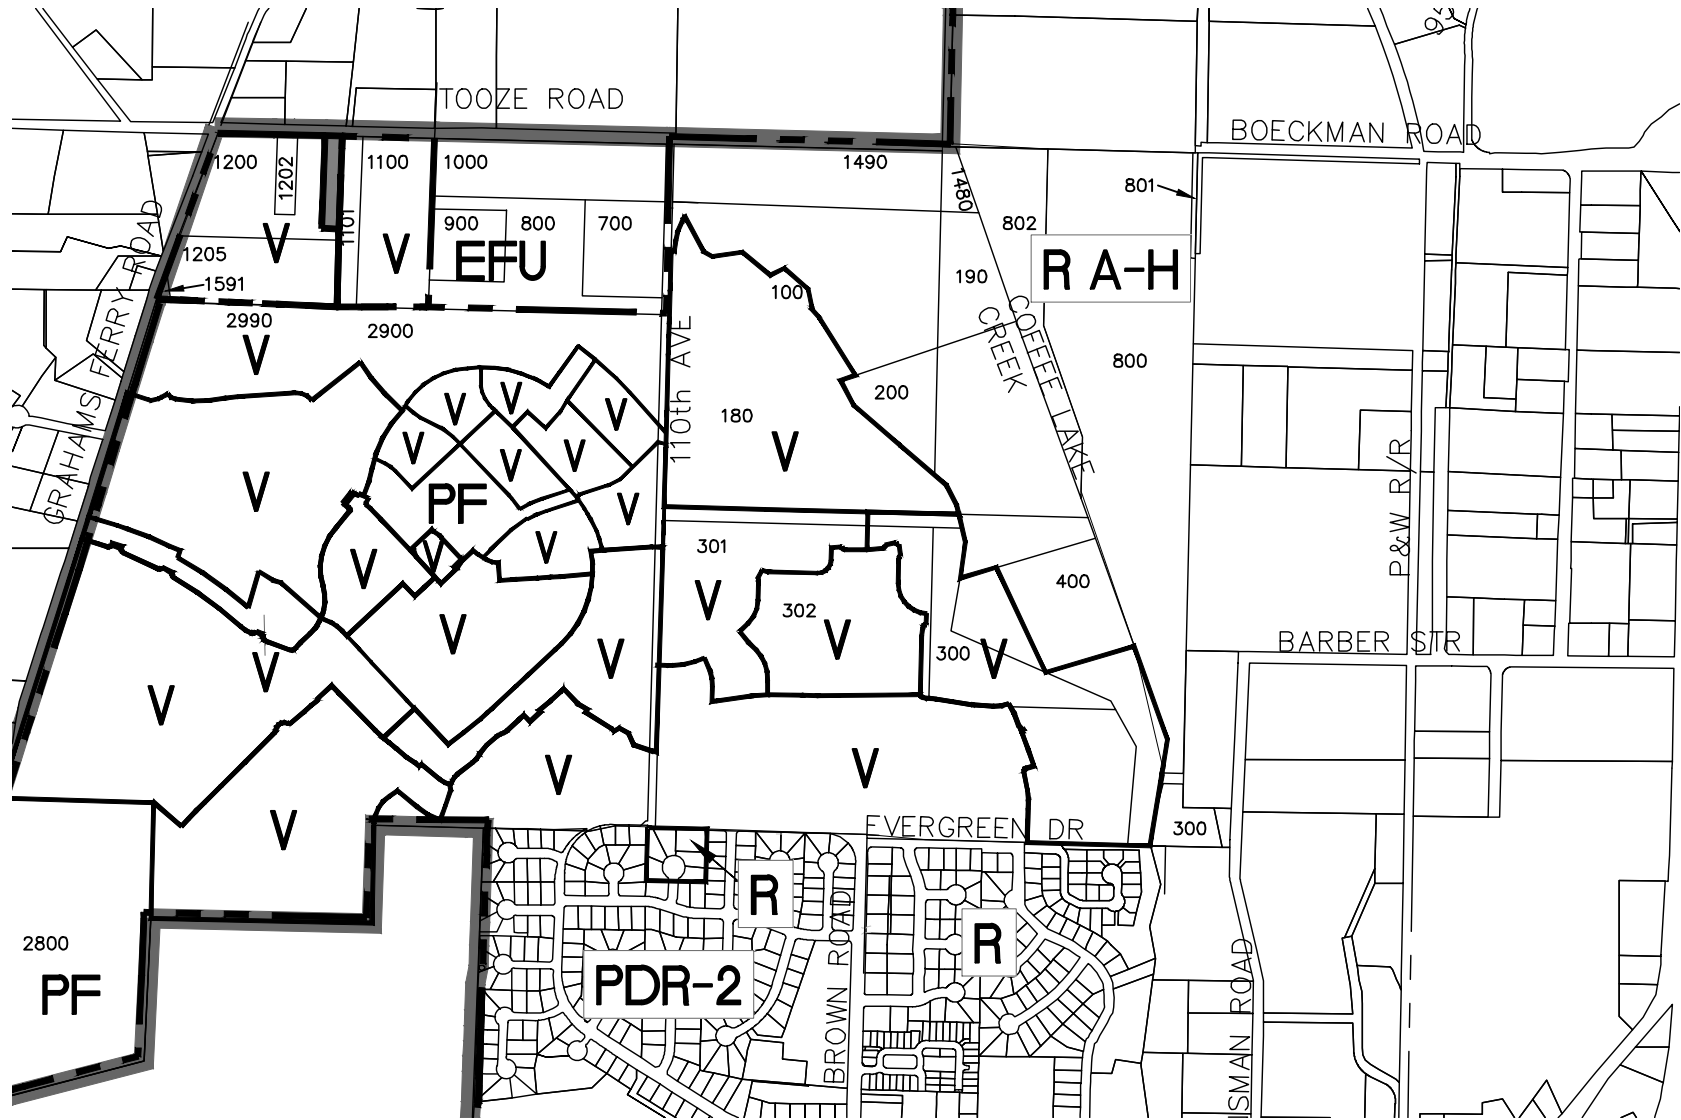 95
TOOZE ROAD
BOECKMAN ROAD
1200
1202
1100
1000
1490
1480
801
1101
900
800
700
802
V
V
EFU
R A-H
1205
1591
190
GRAHAMS FERRY ROAD
100
2990
2900
V
110th AVE
COFFEE LAKE
CREEK
800
200
180
V
V
V
V
V
V
V
V
V
PF
V
P&W R/R
V
V
V
301
400
V
302
V
V
BARBER STR
V
V
300
V
V
V
V
V
V
EVERGREEN DR
300
R
BROWN ROAD
R
2800
PF
PDR-2
ISMAN ROAD